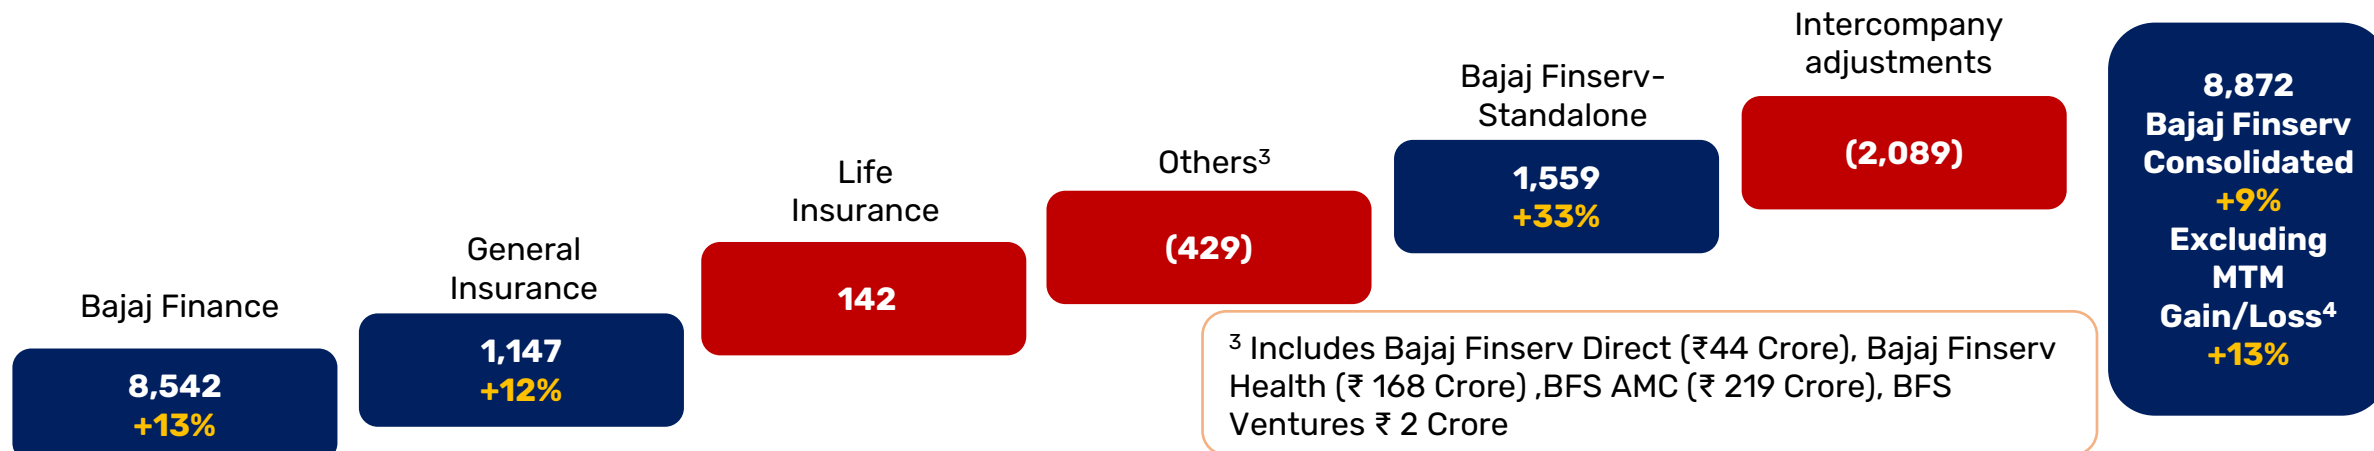 Bajaj Finance
8,542
+13%
General
Insurance
1,147
+12%
Life
Insurance
142
Others³
(429)
Bajaj Finserv-
Standalone
1,559
+33%
Intercompany
adjustments
(2,089)
8,872
Bajaj Finserv
Consolidated
+9%
Excluding
MTM
Gain/Loss⁴
+13%
³ Includes Bajaj Finserv Direct (₹44 Crore), Bajaj Finserv
Health (₹ 168 Crore) ,BFS AMC (₹ 219 Crore), BFS
Ventures ₹ 2 Crore